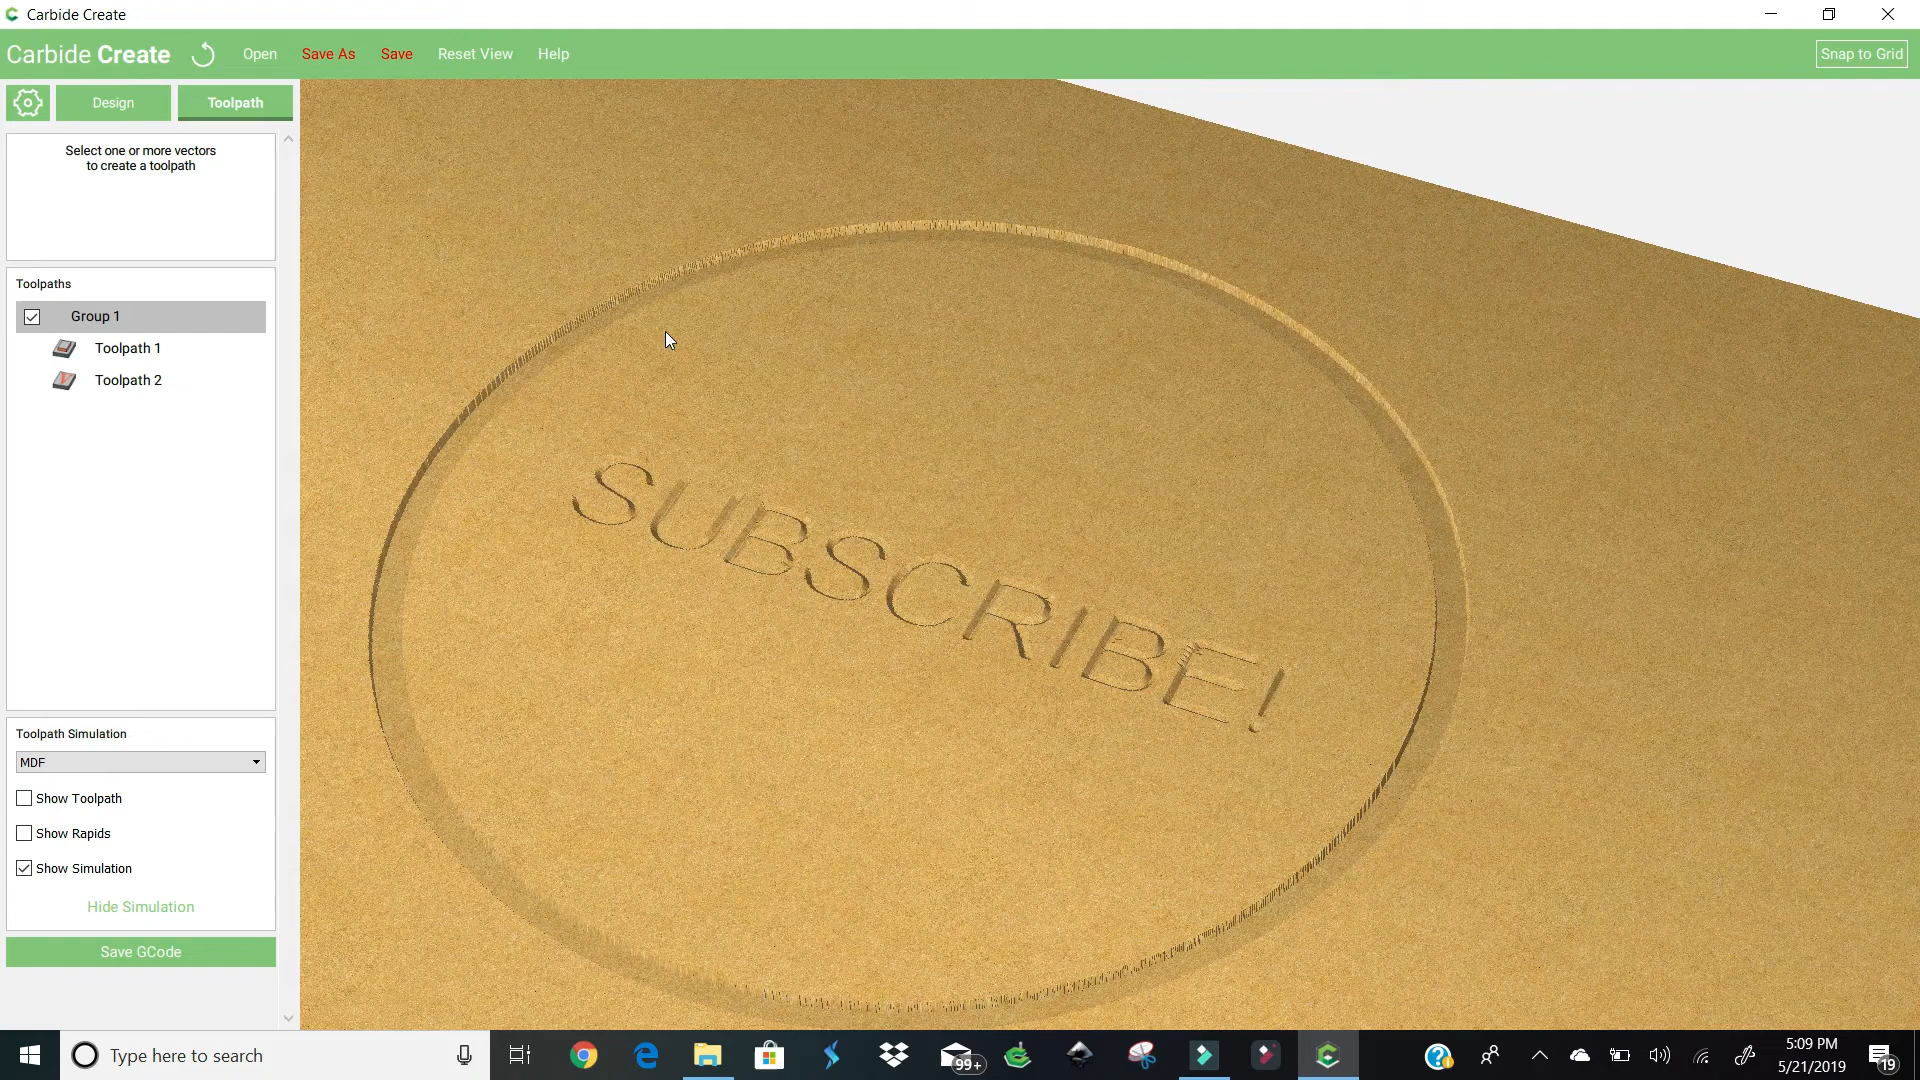 Carbide Create
Carbide Create
Open
Save As
Save
Reset View
Help
Snap to Grid
Design
Toolpath
Select one or more vectors
to create a toolpath
Toolpaths
Group 1
Toolpath 1
Toolpath 2
SUBSCRIBE!
Toolpath Simulation
MDF
Show Toolpath
Show Rapids
Show Simulation
Hide Simulation
Save GCode
Type here to search
99+
5:09 PM
5/21/2019
19